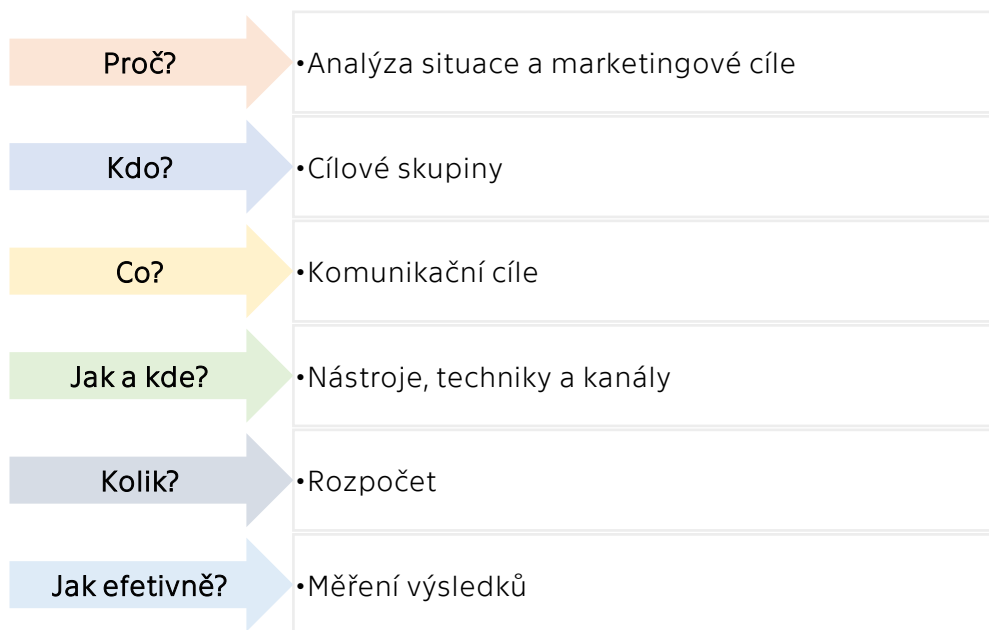 Proč?
•Analýza situace a marketingové cíle
Kdo?
•Cílové skupiny
Co?
•Komunikační cíle
Jak a kde?
•Nástroje, techniky a kanály
Kolik?
•Rozpočet
Jak efetivně?
•Měření výsledků